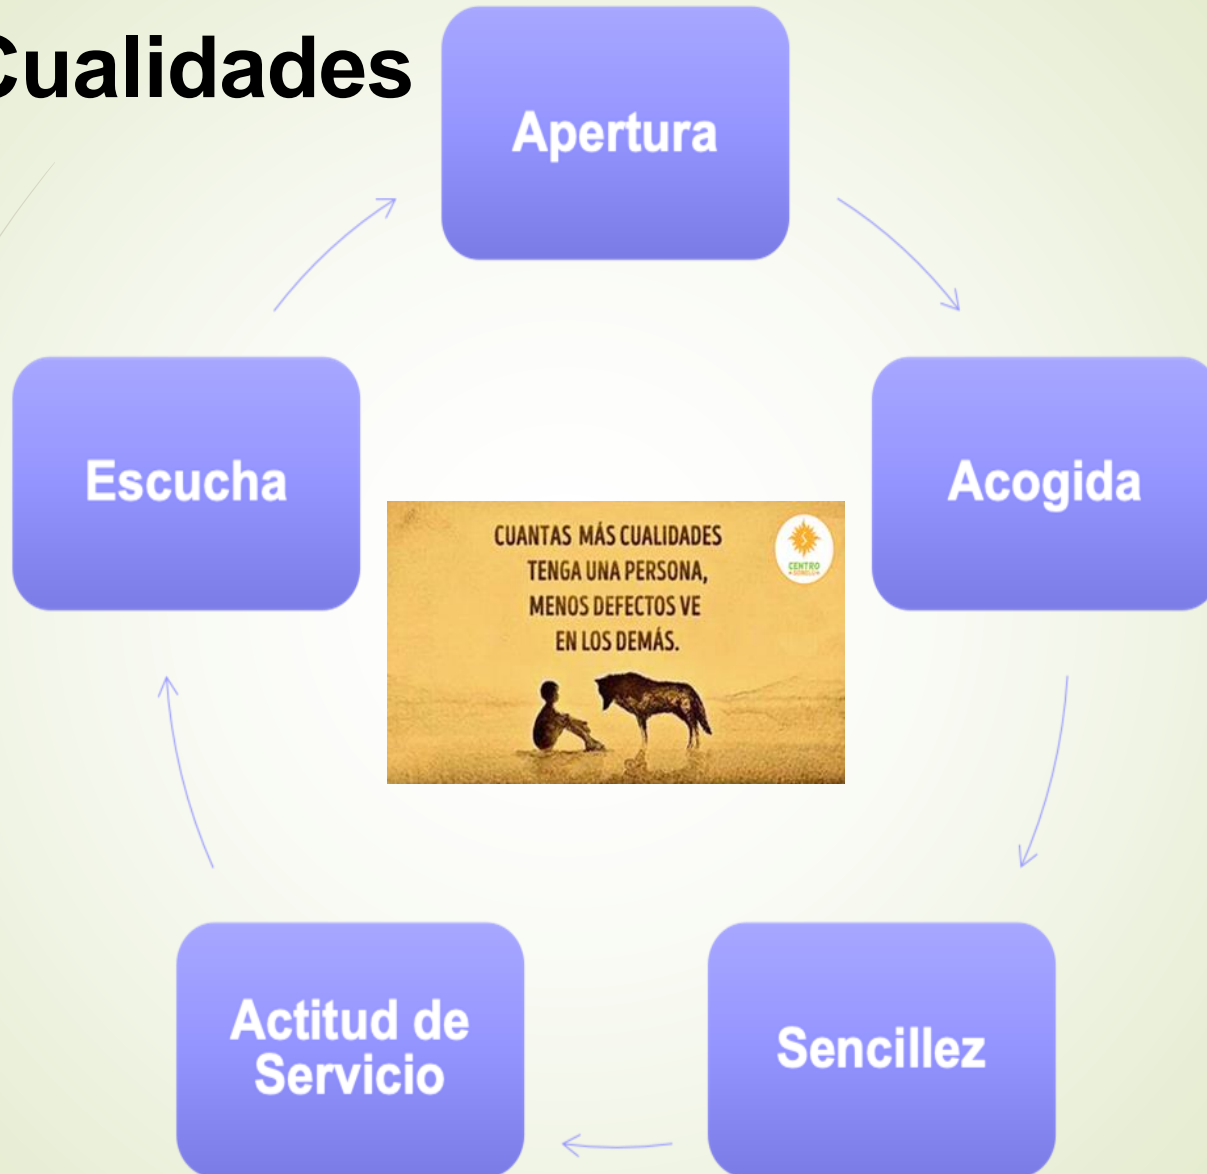 Cualidades
Apertura
Acogida
Sencillez
Actitud de
Servicio
Escucha
CUANTAS MÁS CUALIDADES
TENGA UNA PERSONA,
MENOS DEFECTOS VE
EN LOS DEMÁS.
CENTRO